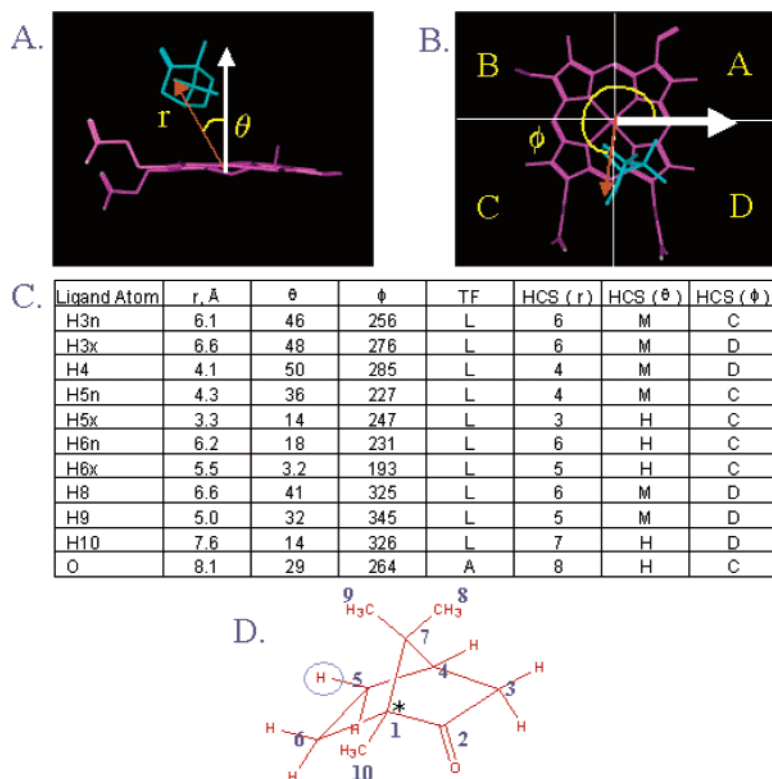 A.
r
θ
B.
B
A
ϕ
C
D
C.
Ligand Atom r, Å θ ϕ TF HCS ( r ) HCS ( θ ) HCS ( ϕ )
H3n 6.1 46 256 L 6 M C
H3x 6.6 48 276 L 6 M D
H4 4.1 50 285 L 4 M D
H5n 4.3 36 227 L 4 M C
H5x 3.3 14 247 L 3 H C
H6n 6.2 18 231 L 6 H C
H6x 5.5 3.2 193 L 5 H C
H8 6.6 41 325 L 6 M D
H9 5.0 32 345 L 5 M D
H10 7.6 14 326 L 7 H D
O 8.1 29 264 A 8 H C
D.
9 8
H₃C CH₃
7
H
H 5 4 H
3
H * H
H 6 1 2
H₃C
H 10 O